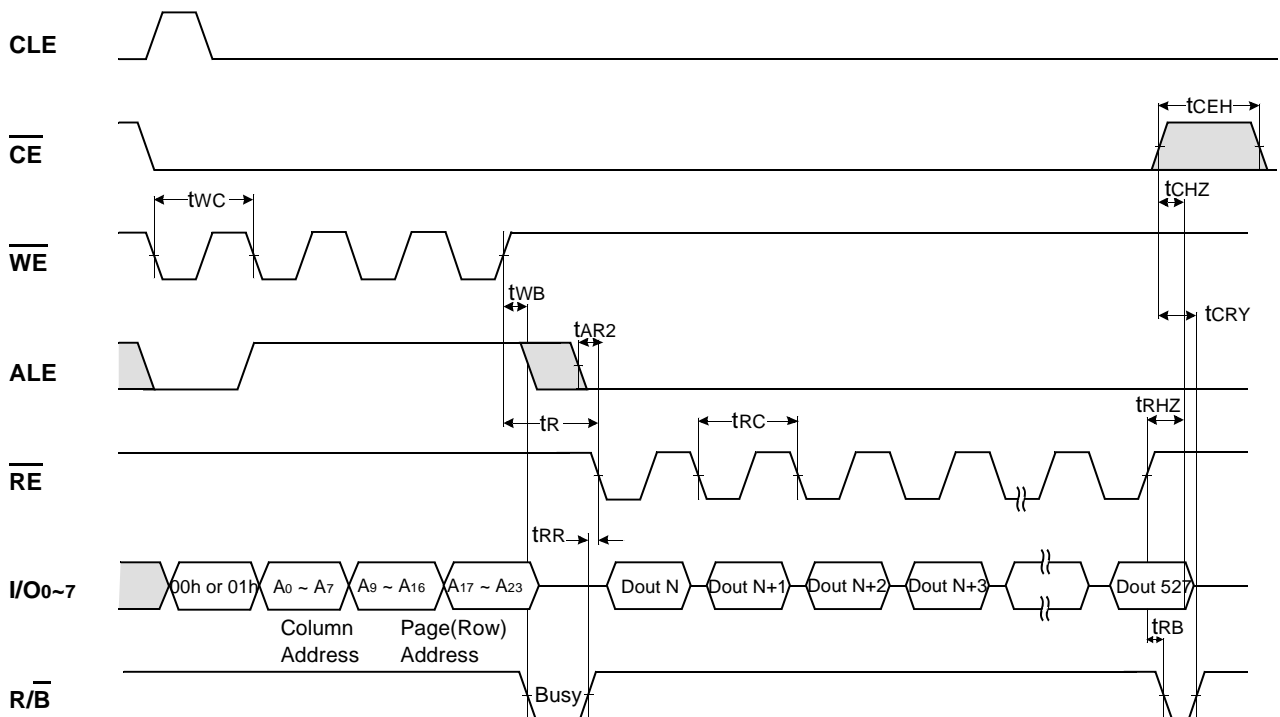 CLE
tCEH
CE
tCHZ
tWC
WE
tWB
tCRY
tAR2
ALE
tRHZ
tR
tRC
RE
tRR
I/O0~7
00h or 01h
A0 ~ A7
A9 ~ A16
A17 ~ A23
Dout N
Dout N+1
Dout N+2
Dout N+3
Dout 527
Column
Address
Page(Row)
Address
tRB
R/B
Busy